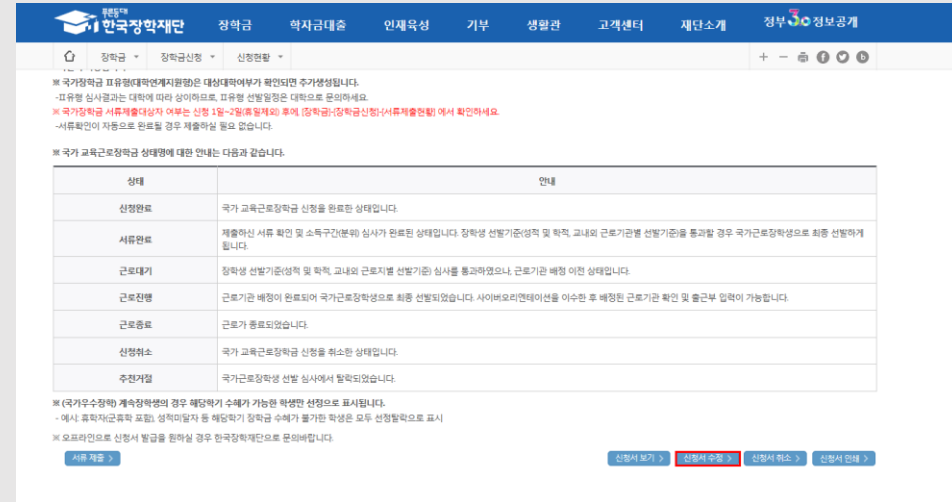 푸른등대
한국장학재단
장학금 학자금대출 인재육성 기부 생활관 고객센터 재단소개 정부3.0정보공개
장학금 장학금신청 신청현황
※ 국가장학금 II유형(대학연계지원형)은 대상대학여부가 확인되면 추가생성됩니다.
-II유형 심사결과는 대학에 따라 상이하므로, II유형 선발일정은 대학으로 문의하세요.
※ 국가장학금 서류제출대상자 여부는 신청 1일~2일(휴일제외) 후에, [장학금]-[장학금신청]-[서류제출현황] 에서 확인하세요.
-서류확인이 자동으로 완료될 경우 제출하실 필요 없습니다.
※ 국가 교육근로장학금 상태명에 대한 안내는 다음과 같습니다.
상태 안내
신청완료 국가 교육근로장학금 신청을 완료한 상태입니다.
서류완료 제출하신 서류 확인 및 소득구간(분위) 심사가 완료된 상태입니다. 장학생 선발기준(성적 및 학적, 교내외 근로기관별 선발기준)을 통과할 경우 국가근로장학생으로 최종 선발하게
됩니다.
근로대기 장학생 선발기준(성적 및 학적, 교내외 근로지별 선발기준) 심사를 통과하였으나, 근로기관 배정 이전 상태입니다.
근로진행 근로기관 배정이 완료되어 국가근로장학생으로 최종 선발되었습니다. 사이버오리엔테이션을 이수한 후 배정된 근로기관 확인 및 출근부 입력이 가능합니다.
근로종료 근로가 종료되었습니다.
신청취소 국가 교육근로장학금 신청을 취소한 상태입니다.
추천거절 국가근로장학생 선발 심사에서 탈락되었습니다.
※ (국가우수장학) 계속장학생의 경우 해당학기 수혜가 가능한 학생만 선정으로 표시됩니다.
- 예시: 휴학자(군휴학 포함), 성적미달자 등 해당학기 장학금 수혜가 불가한 학생은 모두 선정탈락으로 표시
※ 오프라인으로 신청서 발급을 원하실 경우 한국장학재단으로 문의바랍니다.
서류 제출 > 신청서 보기 > 신청서 수정 > 신청서 취소 > 신청서 인쇄 >